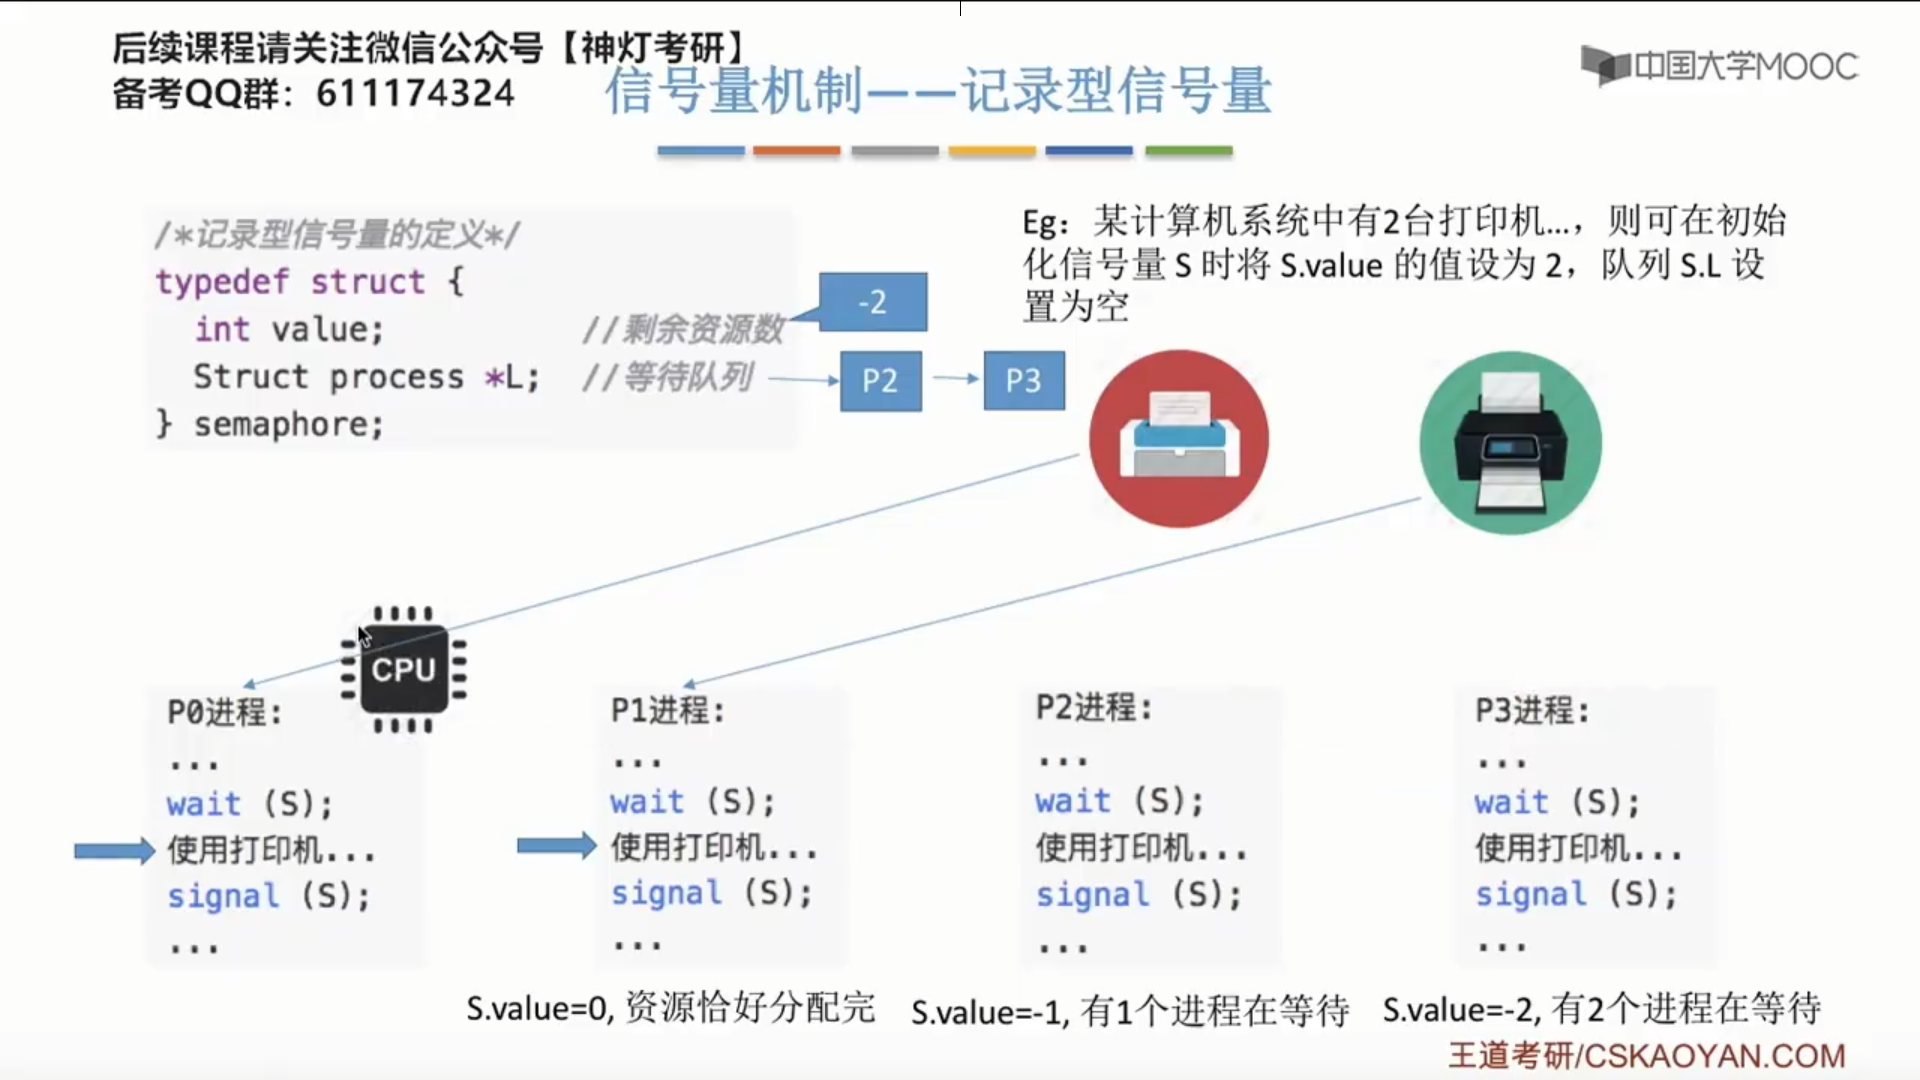 后续课程请关注微信公众号【神灯考研】
备考QQ群：611174324
中国大学MOOC
信号量机制——记录型信号量
/*记录型信号量的定义*/
typedef struct {
int value; //剩余资源数
Struct process *L; //等待队列
} semaphore;
-2
P2
P3
Eg：某计算机系统中有2台打印机...，则可在初始
化信号量 S 时将 S.value 的值设为 2，队列 S.L 设
置为空
CPU
P0进程:
...
wait (S);
使用打印机...
signal (S);
...
P1进程:
...
wait (S);
使用打印机...
signal (S);
...
P2进程:
...
wait (S);
使用打印机...
signal (S);
...
P3进程:
...
wait (S);
使用打印机...
signal (S);
...
S.value=0, 资源恰好分配完
S.value=-1, 有1个进程在等待
S.value=-2, 有2个进程在等待
王道考研/CSKAOYAN.COM